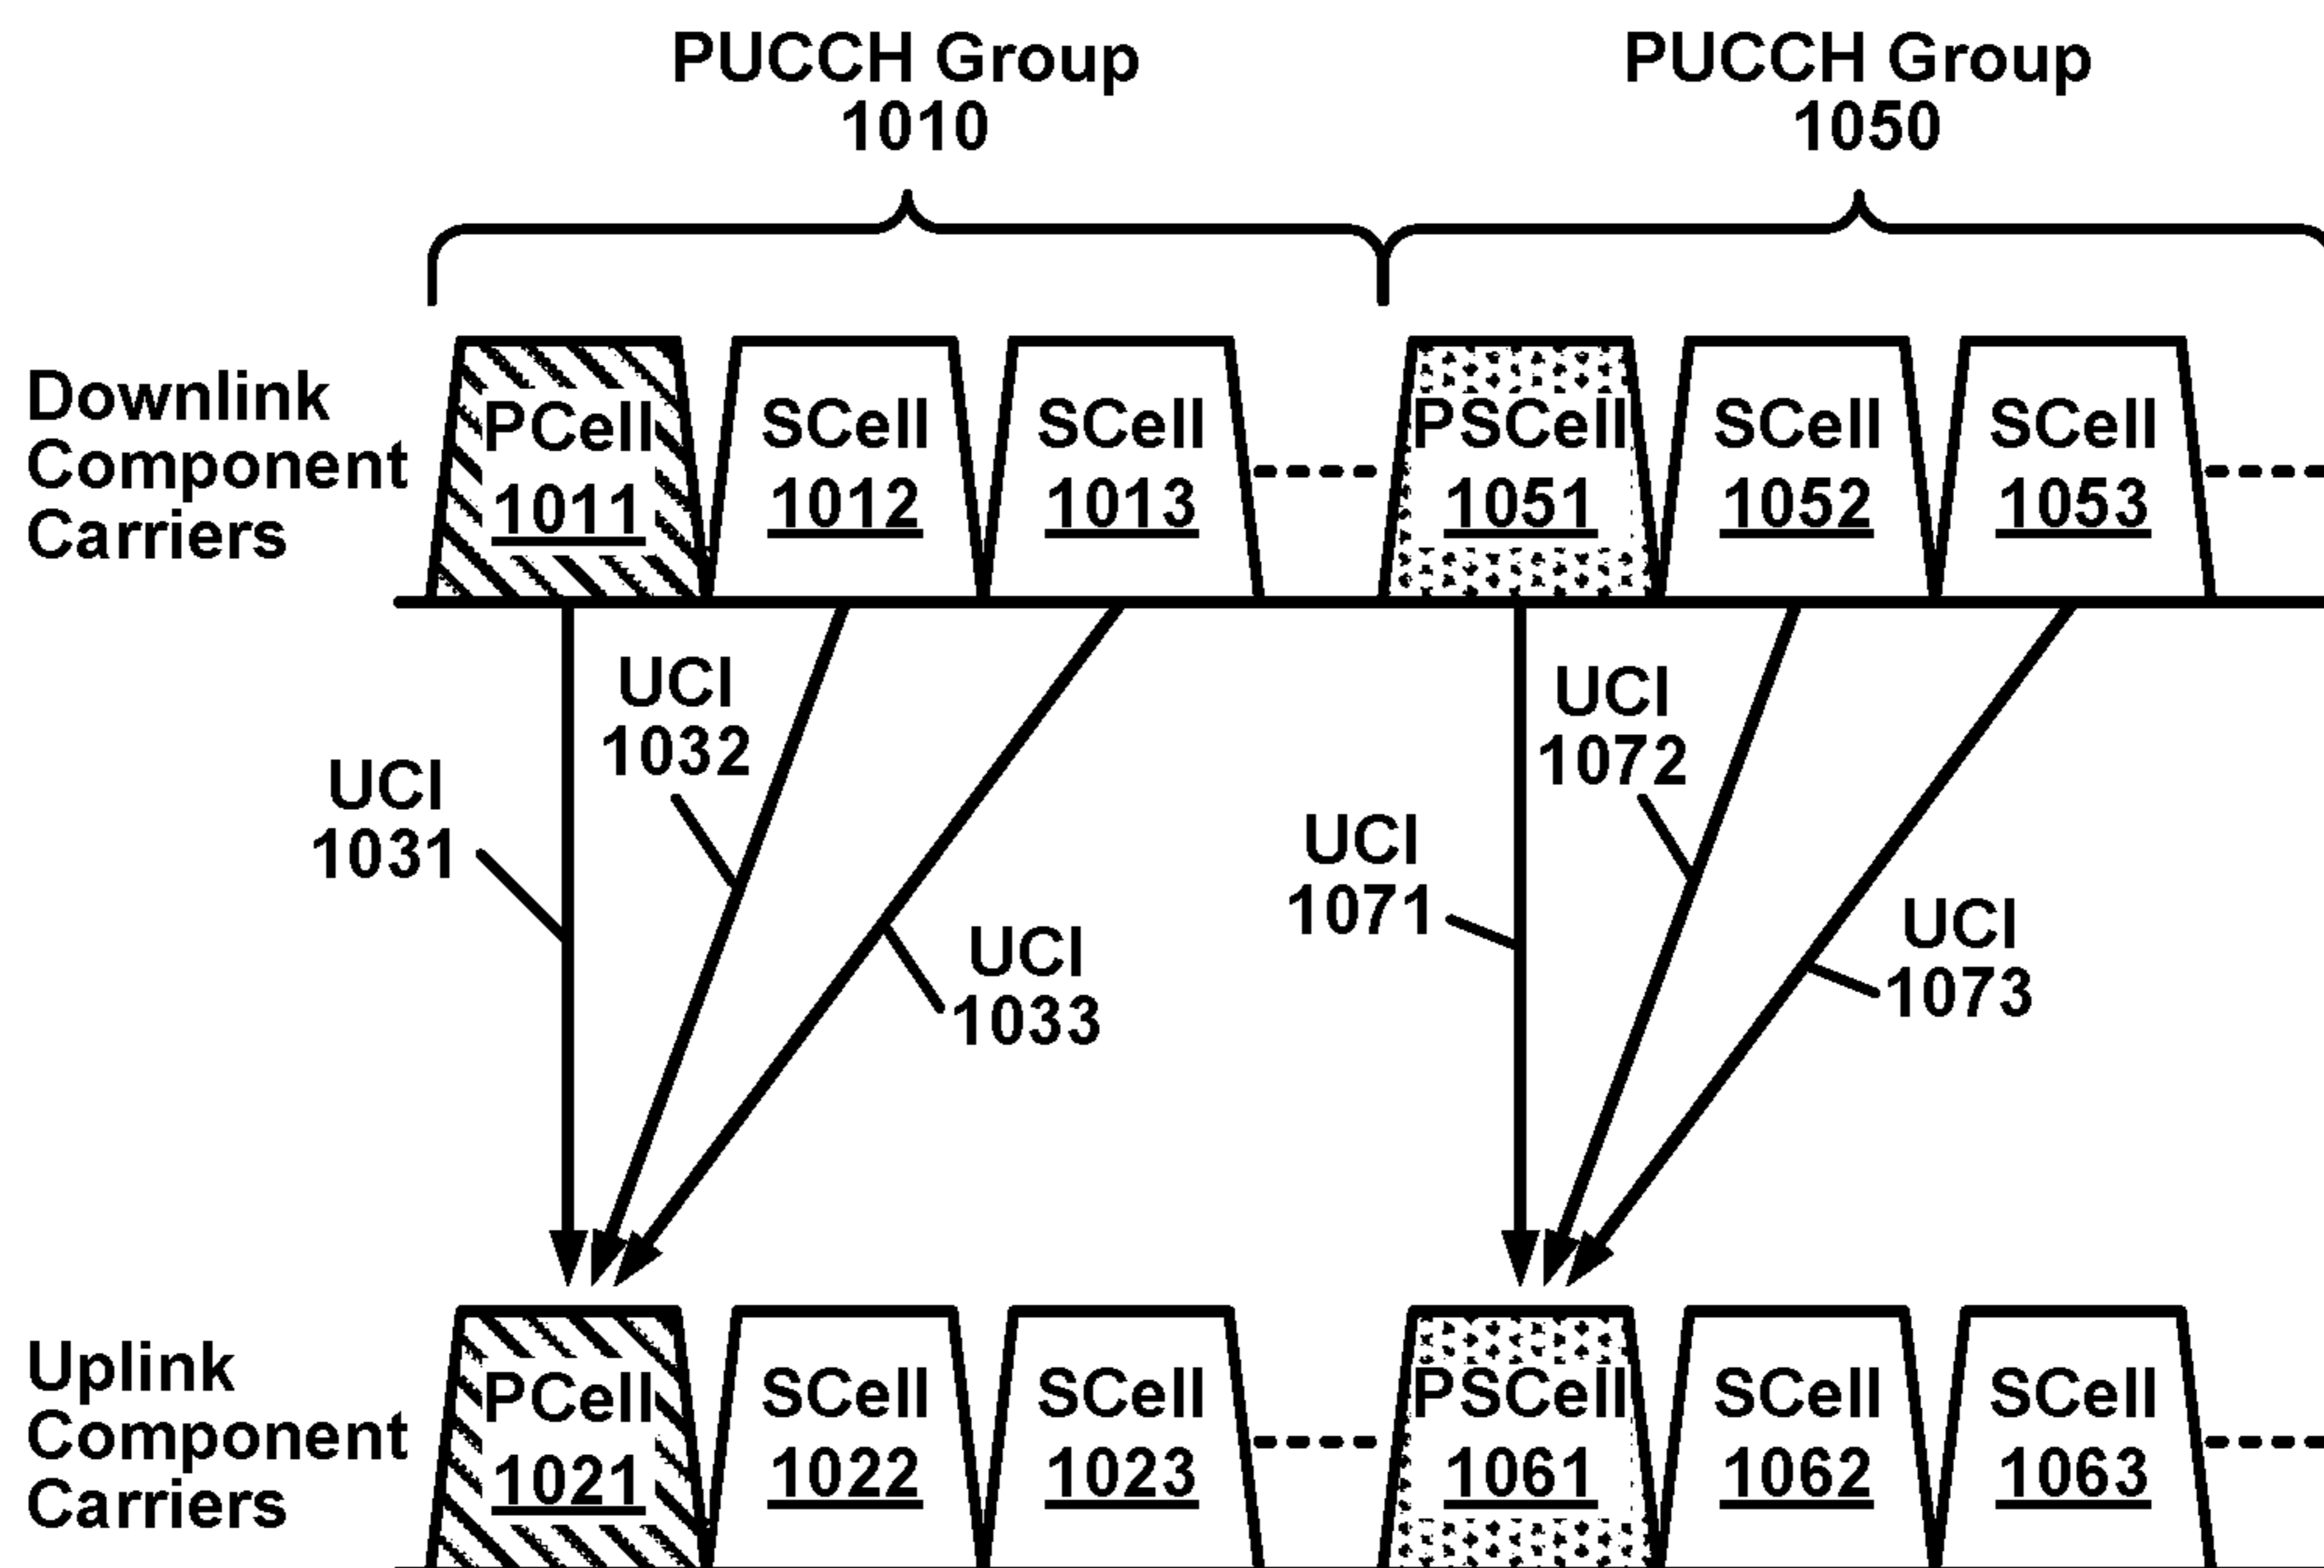 PUCCH Group
1010
PUCCH Group
1050
Downlink
Component
Carriers
PCell
1011
SCell
1012
SCell
1013
PSCell
1051
SCell
1052
SCell
1053
UCI
1031
UCI
1032
UCI
1033
UCI
1071
UCI
1072
UCI
1073
Uplink
Component
Carriers
PCell
1021
SCell
1022
SCell
1023
PSCell
1061
SCell
1062
SCell
1063